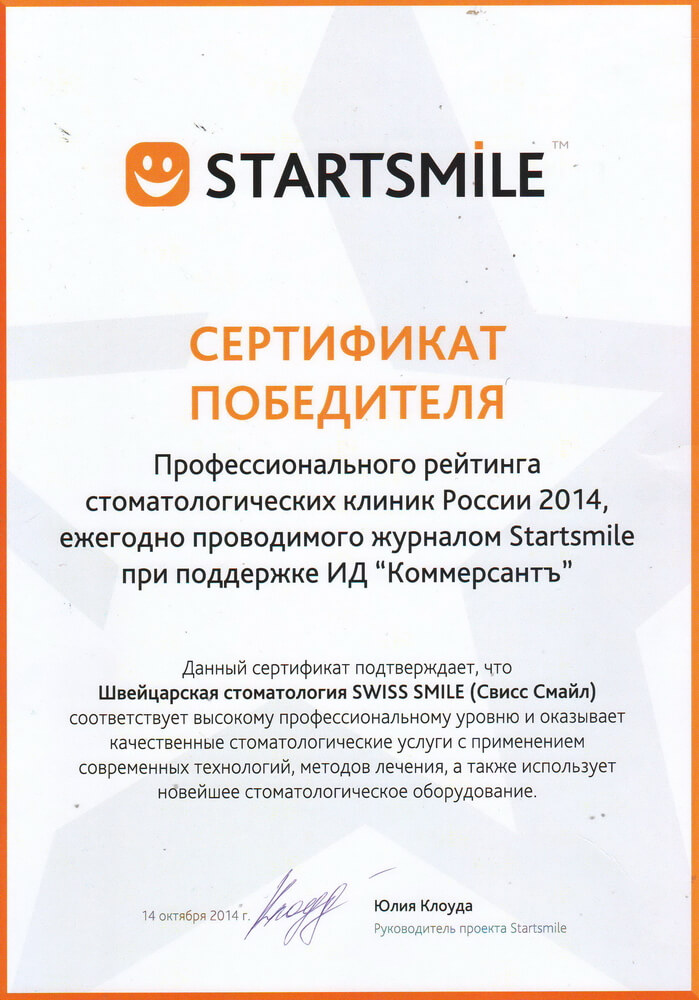 STARTSMILE™
СЕРТИФИКАТ
ПОБЕДИТЕЛЯ
Профессионального рейтинга
стоматологических клиник России 2014,
ежегодно проводимого журналом Startsmile
при поддержке ИД “Коммерсантъ”
Данный сертификат подтверждает, что
Швейцарская стоматология SWISS SMILE (Свисс Смайл)
соответствует высокому профессиональному уровню и оказывает
качественные стоматологические услуги с применением
современных технологий, методов лечения, а также использует
новейшее стоматологическое оборудование.
14 октября 2014 г.
Юлия Клоуда
Руководитель проекта Startsmile